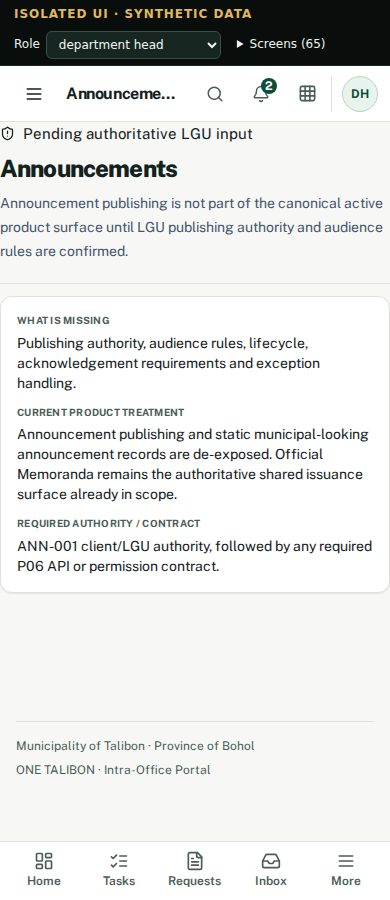 ISOLATED UI · SYNTHETIC DATA
Role department head ▶ Screens (65)
Announceme... 2 DH
Pending authoritative LGU input
Announcements
Announcement publishing is not part of the canonical active
product surface until LGU publishing authority and audience
rules are confirmed.
WHAT IS MISSING
Publishing authority, audience rules, lifecycle,
acknowledgement requirements and exception
handling.
CURRENT PRODUCT TREATMENT
Announcement publishing and static municipal-looking
announcement records are de-exposed. Official
Memoranda remains the authoritative shared issuance
surface already in scope.
REQUIRED AUTHORITY / CONTRACT
ANN-001 client/LGU authority, followed by any required
P06 API or permission contract.
Municipality of Talibon · Province of Bohol
ONE TALIBON · Intra-Office Portal
Home Tasks Requests Inbox More